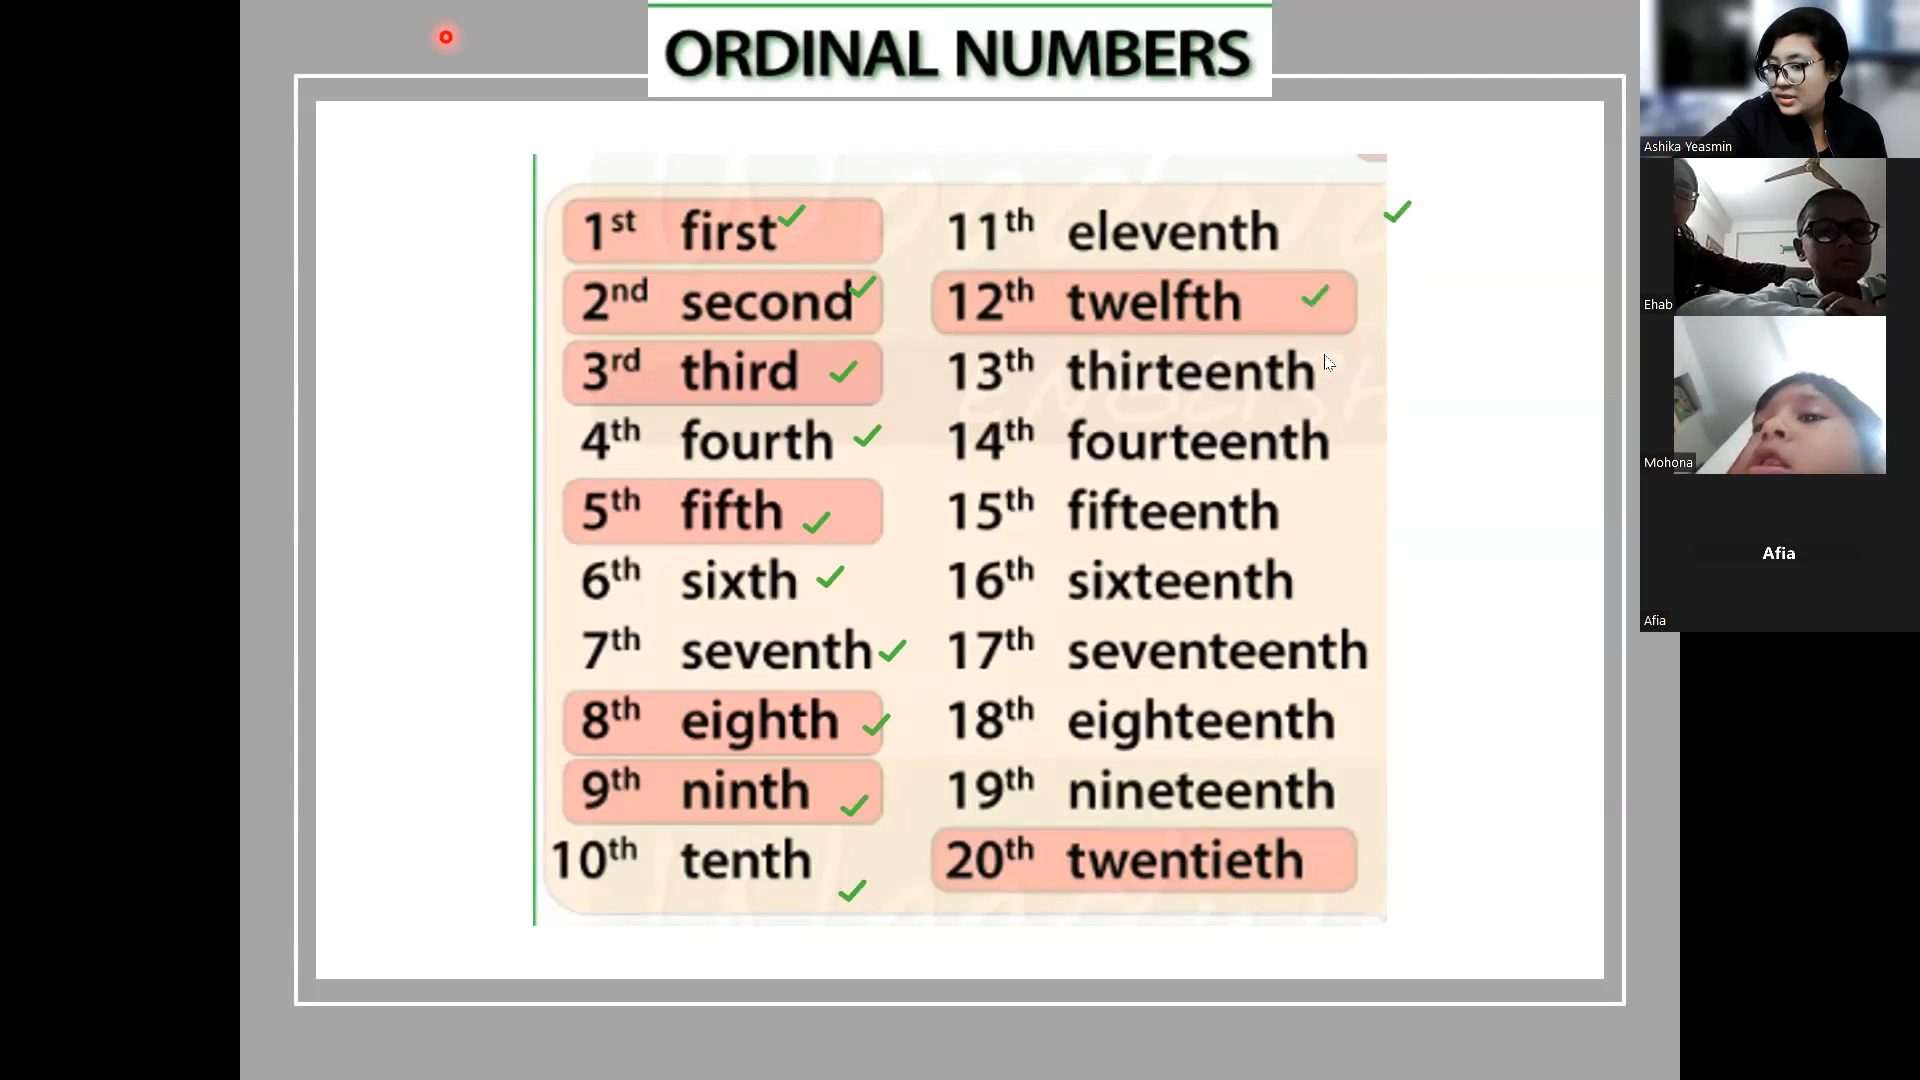 ORDINAL NUMBERS
1st first
2nd second
3rd third
4th fourth
5th fifth
6th sixth
7th seventh
8th eighth
9th ninth
10th tenth
11th eleventh
12th twelfth
13th thirteenth
14th fourteenth
15th fifteenth
16th sixteenth
17th seventeenth
18th eighteenth
19th nineteenth
20th twentieth
ENGLISH
Ashika Yeasmin
Ehab
Mohona
Afia
Afia